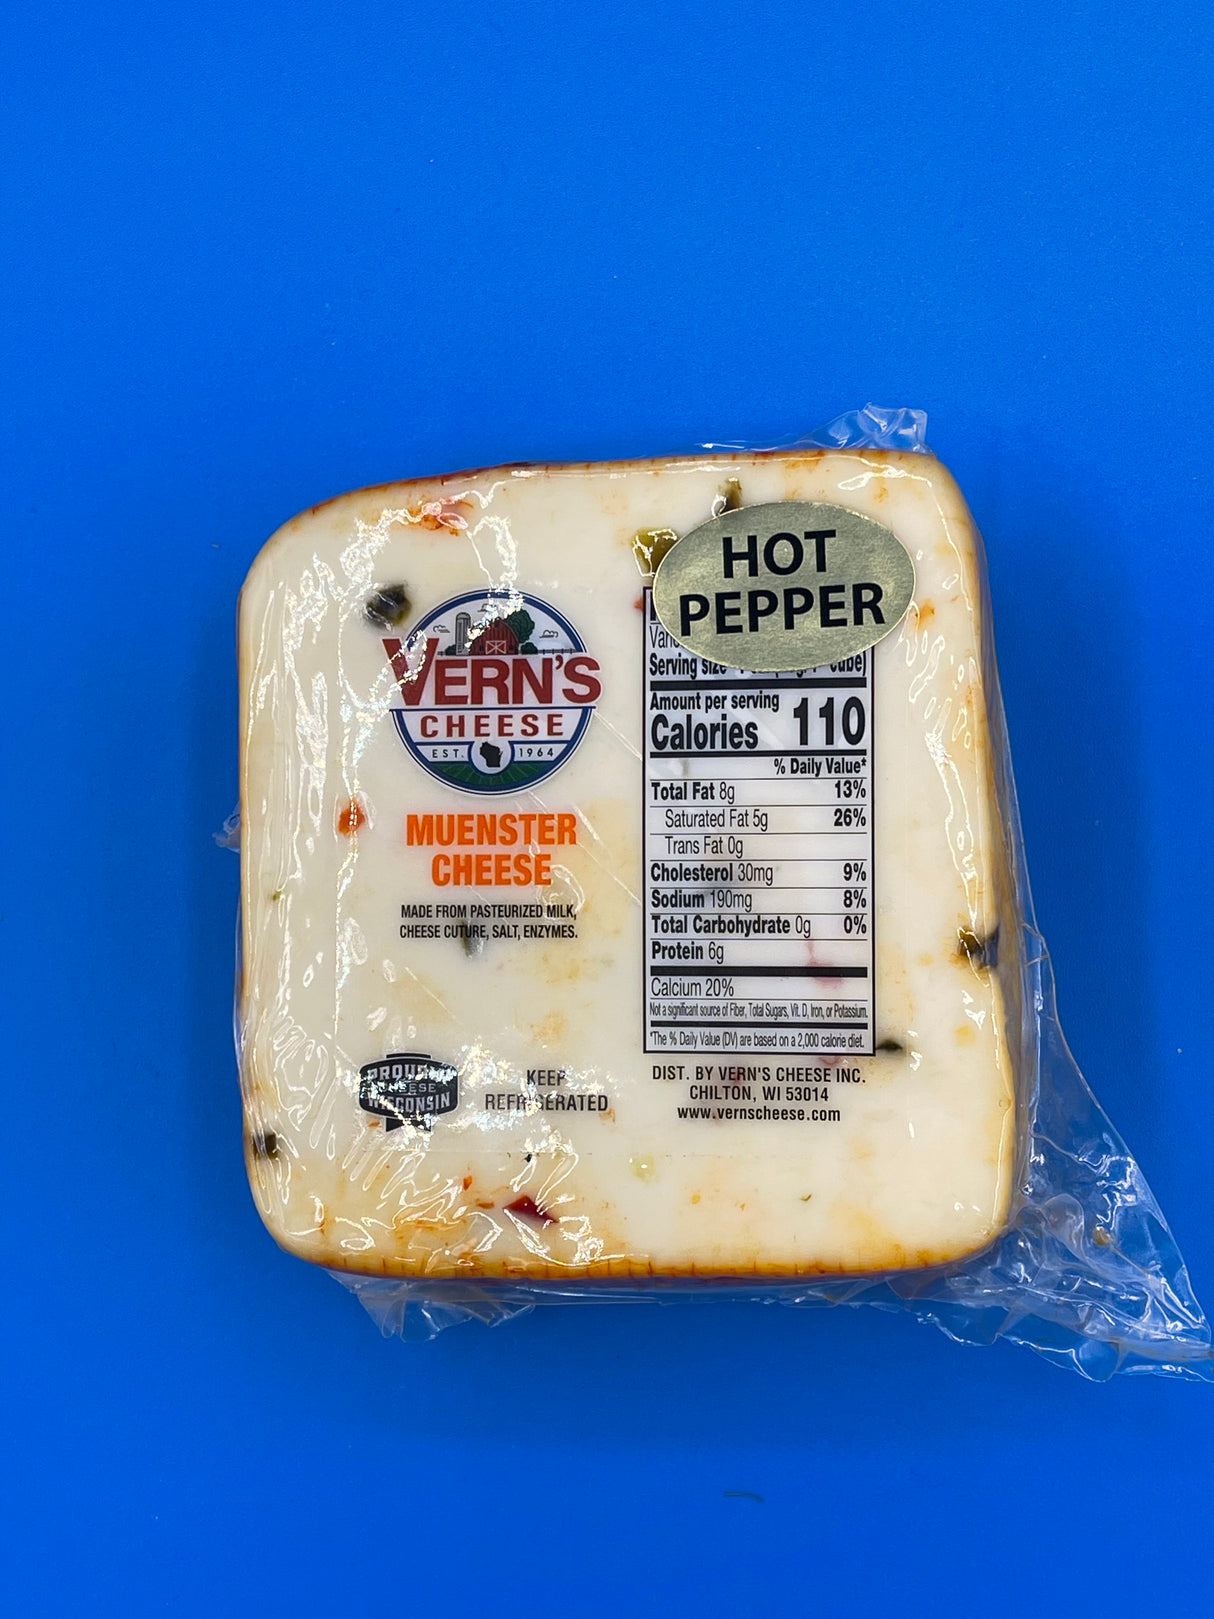 HOT
PEPPER
VERN'S
CHEESE
EST. 1964
MUENSTER
CHEESE
MADE FROM PASTEURIZED MILK,
CHEESE CUTURE, SALT, ENZYMES.
PROUDLY
CHEESE
WISCONSIN
KEEP
REFRIGERATED
Serving size cube)
Amount per serving
Calories 110
% Daily Value*
Total Fat 8g 13%
Saturated Fat 5g 26%
Trans Fat 0g
Cholesterol 30mg 9%
Sodium 190mg 8%
Total Carbohydrate 0g 0%
Protein 6g
Calcium 20%
Not a significant source of Fiber, Total Sugars, Vit. D, Iron, or Potassium.
*The % Daily Value (DV) are based on a 2,000 calorie diet.
DIST. BY VERN'S CHEESE INC.
CHILTON, WI 53014
www.vernscheese.com